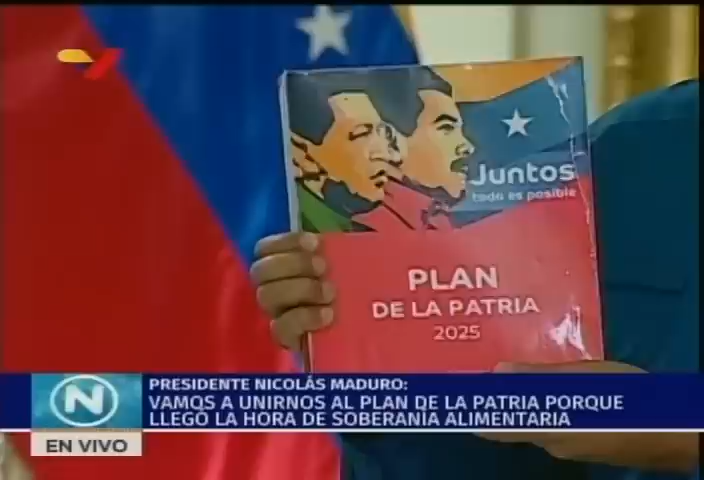 Juntos
todo es posible
PLAN
DE LA PATRIA
2025
N
EN VIVO
PRESIDENTE NICOLÁS MADURO:
VAMOS A UNIRNOS AL PLAN DE LA PATRIA PORQUE
LLEGÓ LA HORA DE SOBERANÍA ALIMENTARIA